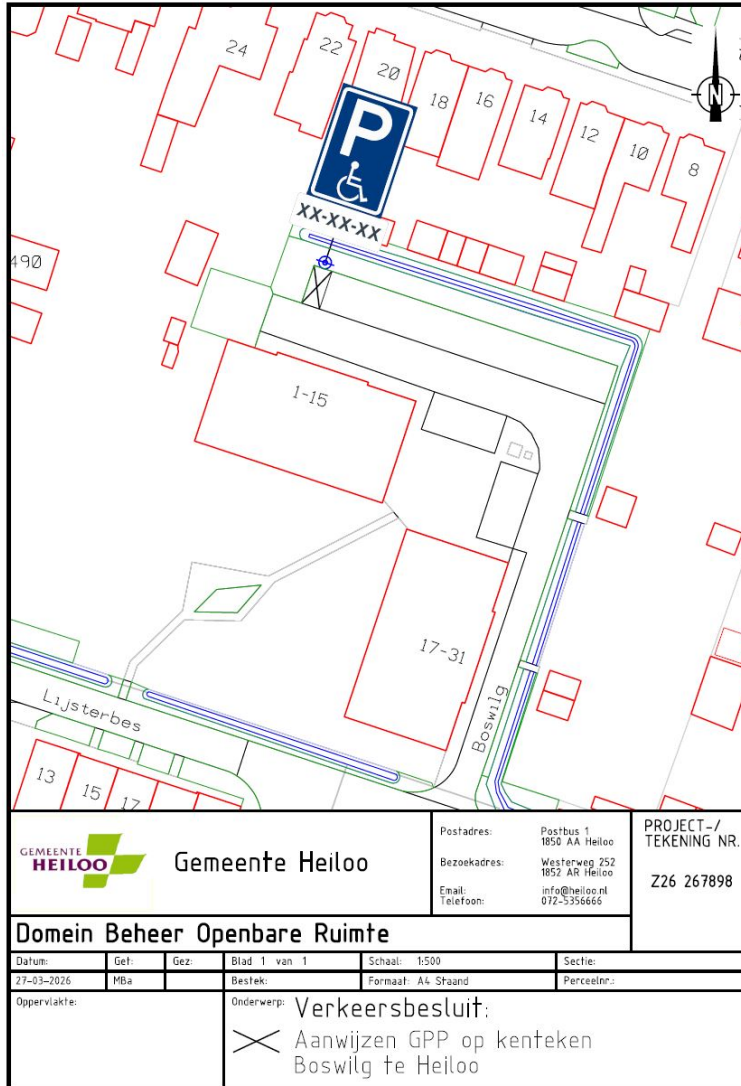 24
22
20
18
16
14
12
10
8
N
P
XX-XX-XX
490
1-15
17-31
Boswilg
Lijsterbes
13
15
17
GEMEENTE
HEILOO
Gemeente Heiloo
Postadres: Postbus 1
1850 AA Heiloo
Bezoekadres: Westerweg 252
1852 AR Heiloo
Email: info@heiloo.nl
Telefoon: 072-5356666
PROJECT-/
TEKENING NR.
Z26 267898
Domein Beheer Openbare Ruimte
Datum: Get: Gez: Blad 1 van 1 Schaal: 1:500 Sectie:
27-03-2026 MBa Bestek: Formaat: A4 Staand Perceelnr.:
Oppervlakte: Onderwerp: Verkeersbesluit:
Aanwijzen GPP op kenteken
Boswilg te Heiloo